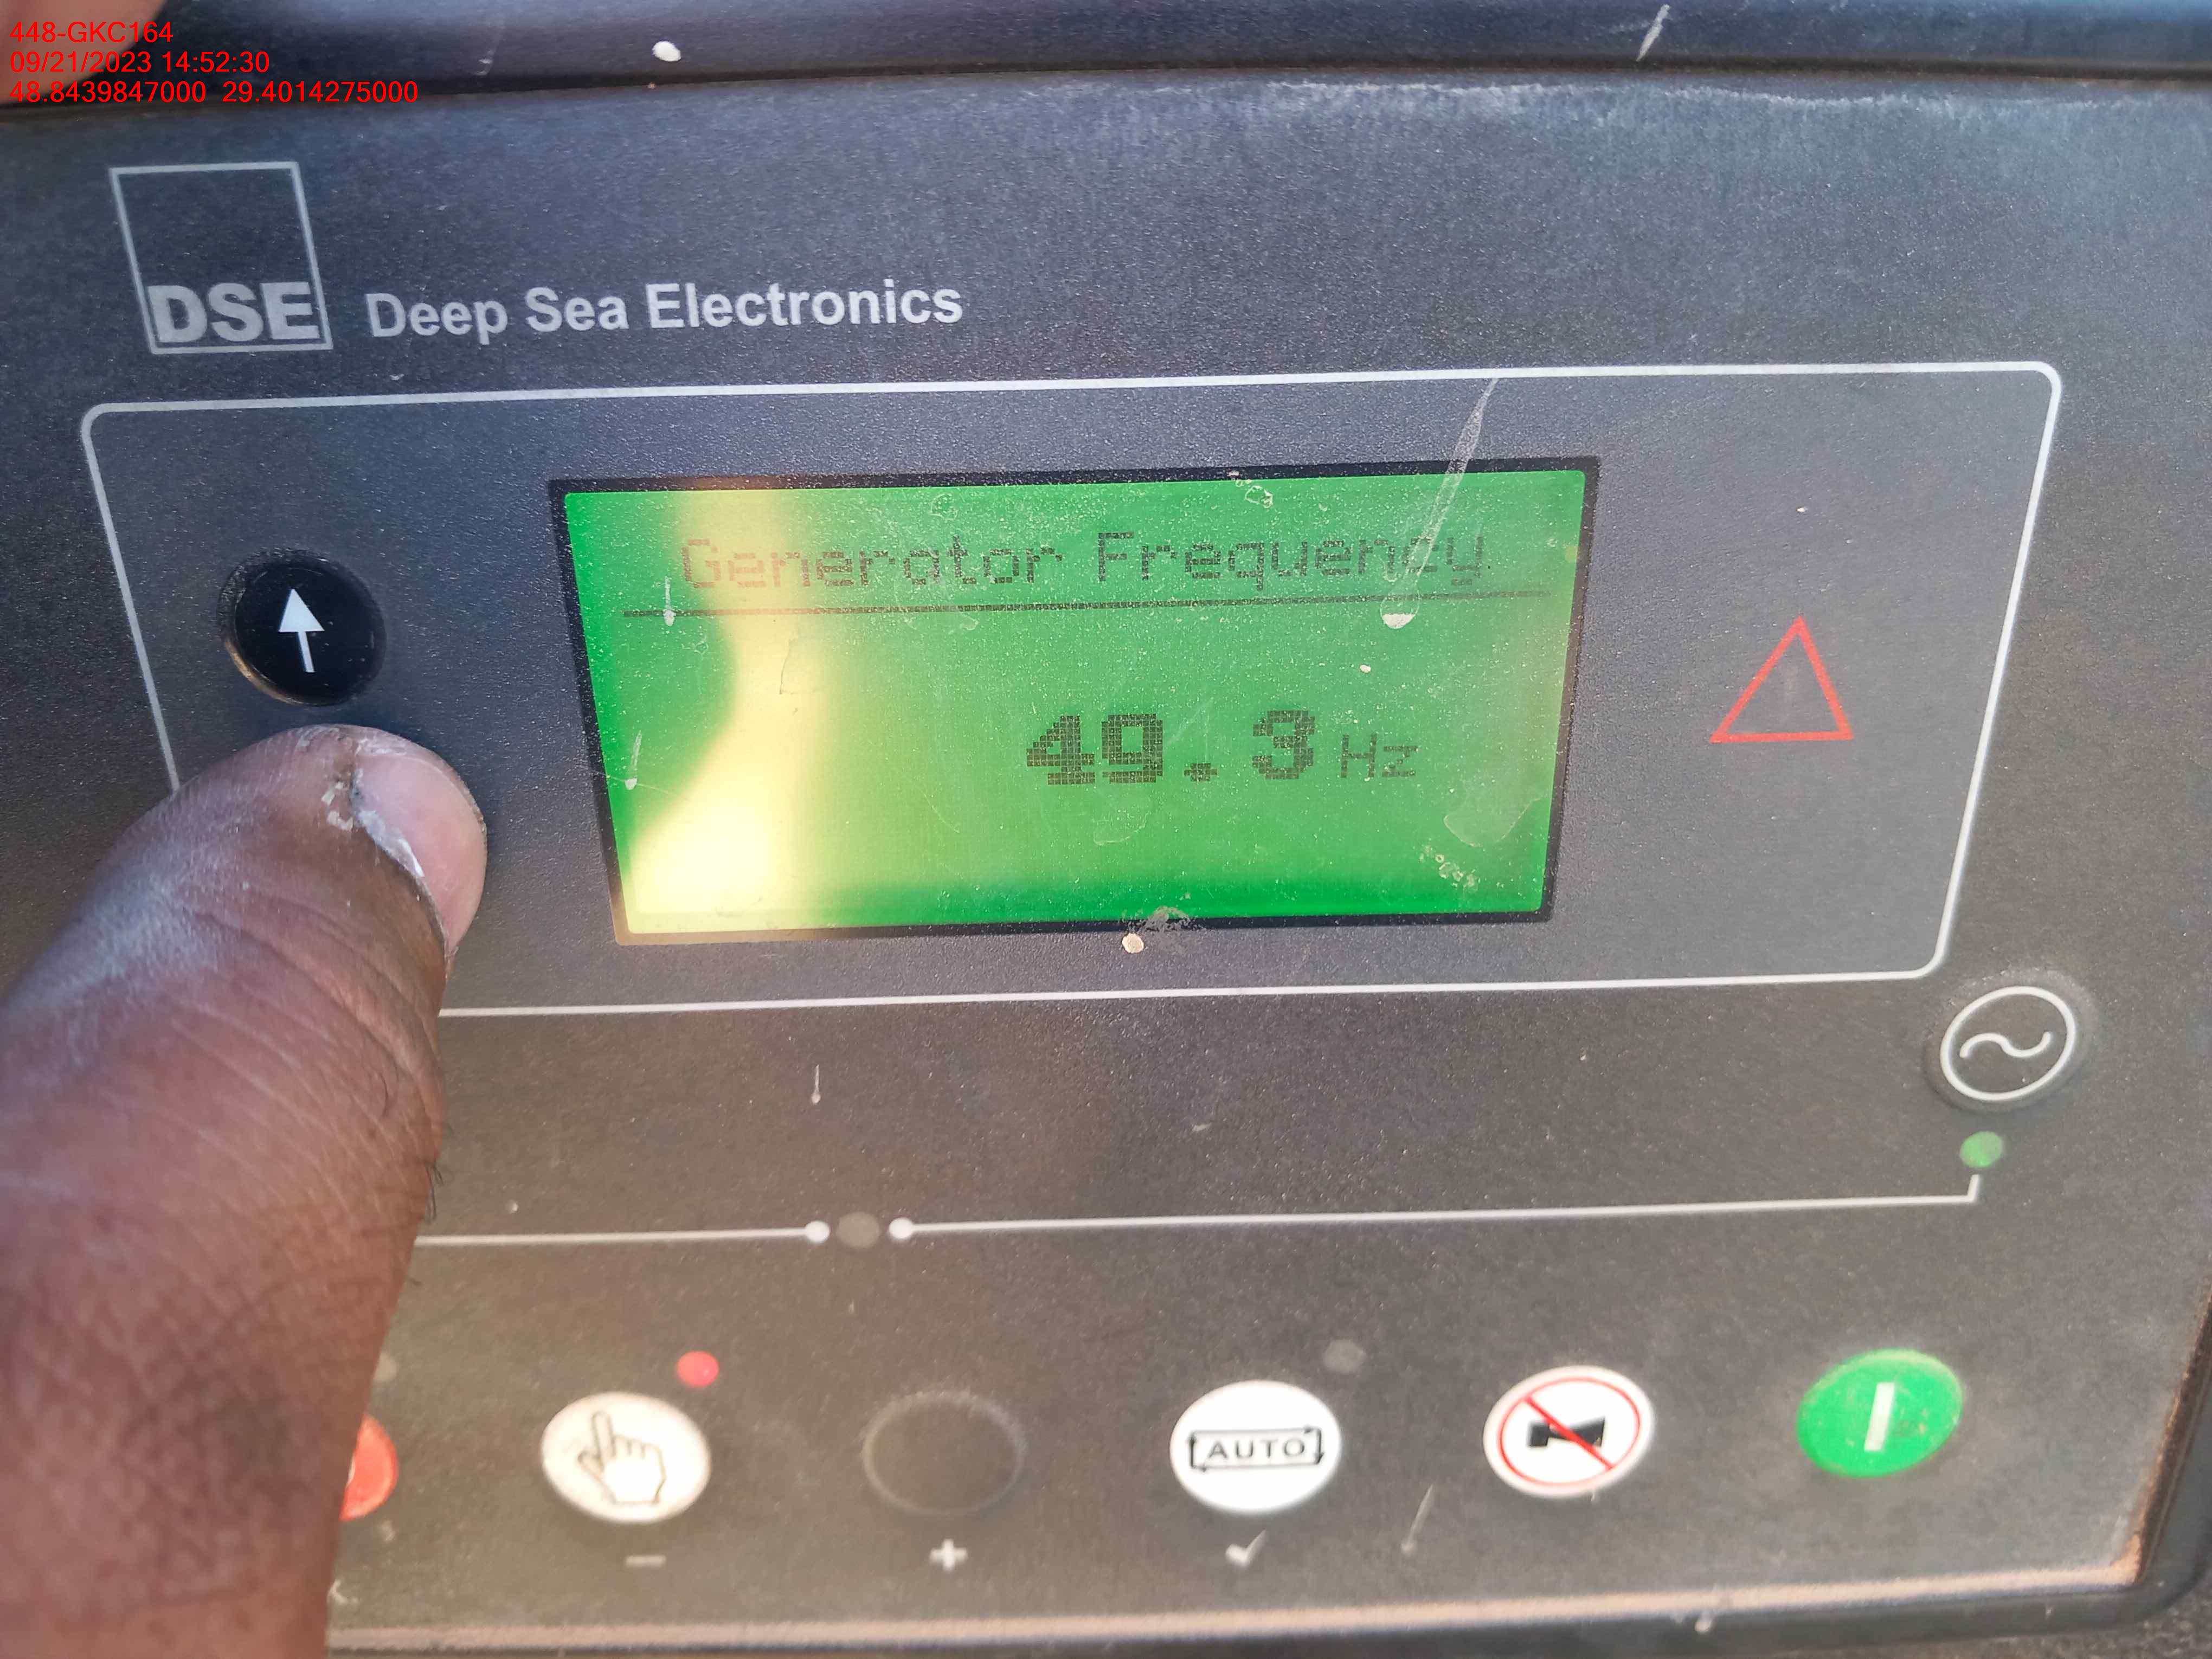 448-GKC164
09/21/2023 14:52:30
48.8439847000 29.4014275000
DSE Deep Sea Electronics
Generator Frequency
49.3 Hz
AUTO
- +